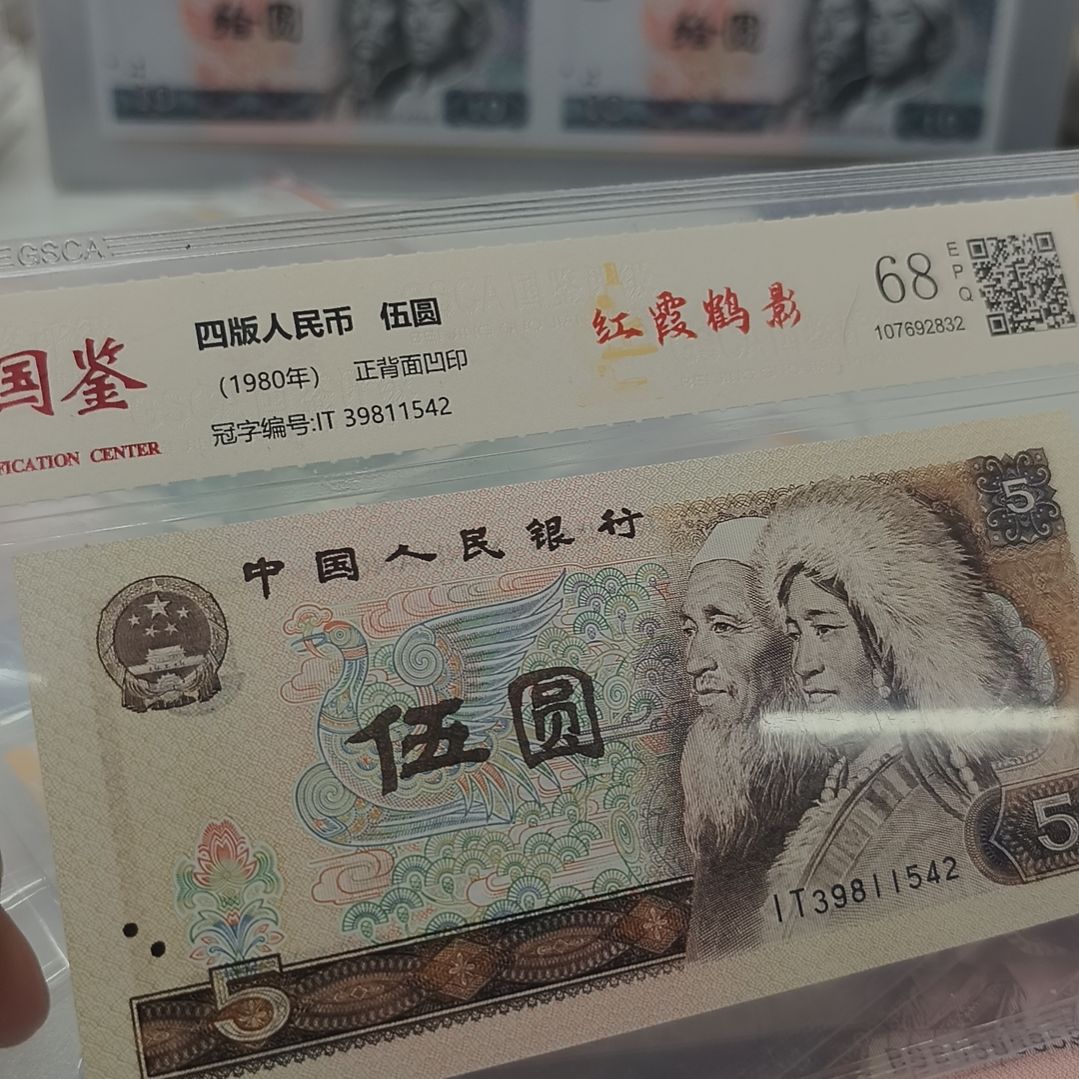 拾圆
拾圆
EGSCA
国鉴
FICATION CENTER
四版人民币 伍圆
(1980年) 正背面凹印
冠字编号:IT 39811542
红霞鹤影
68
EPQ
107692832
中国人民银行
5
伍圆
5
IT39811542
5